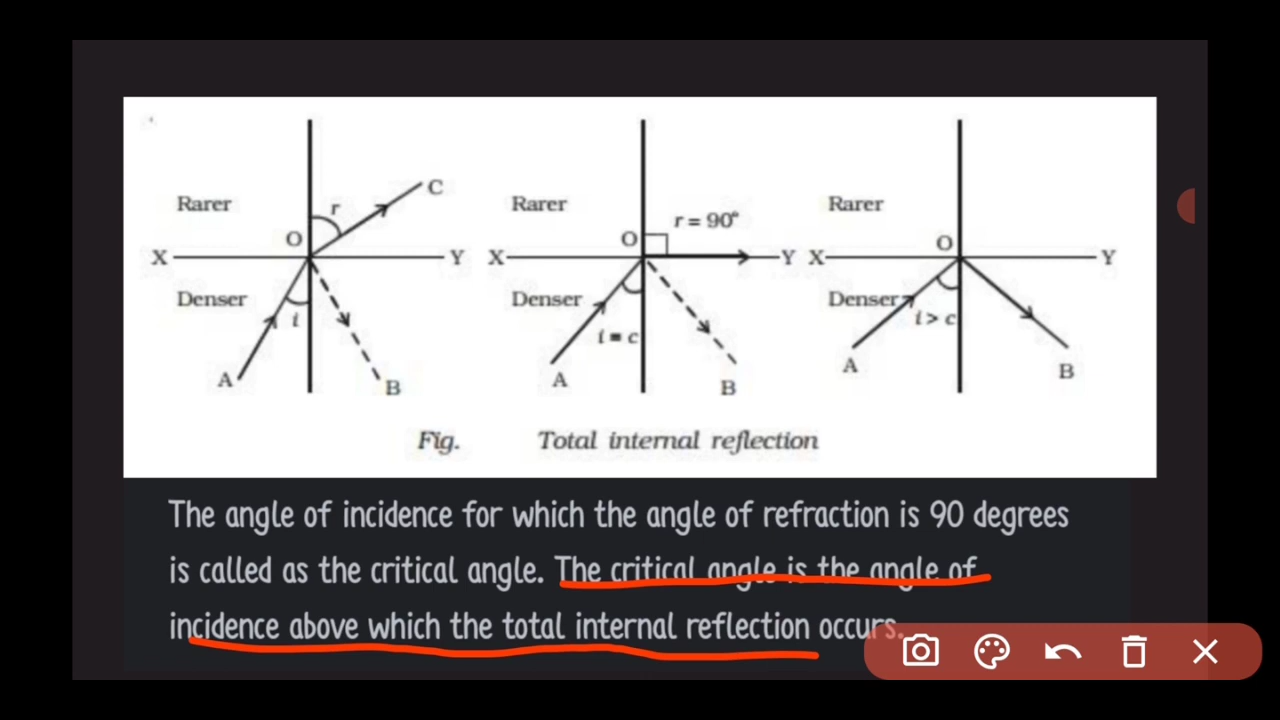 C
Rarer r Rarer r = 90° Rarer
O O O
X Y X Y X Y
Denser Denser Denser
i i = c i > c
A B A B A B
Fig. Total internal reflection
The angle of incidence for which the angle of refraction is 90 degrees
is called as the critical angle. The critical angle is the angle of
incidence above which the total internal reflection occurs.